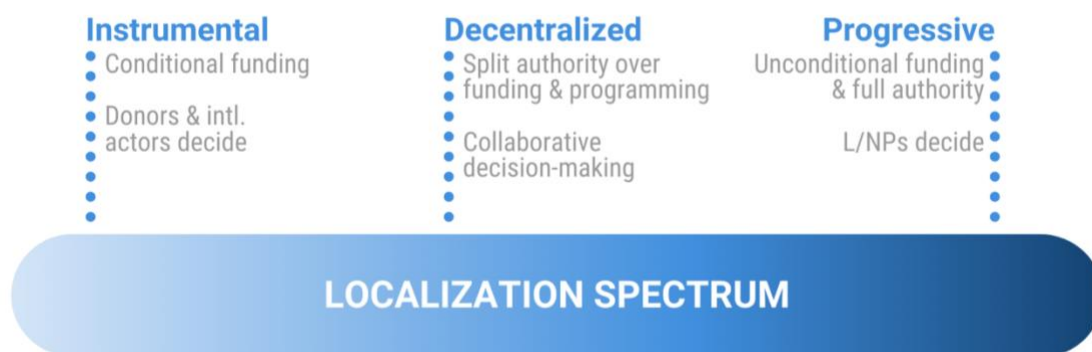 Instrumental
Conditional funding
Donors & intl.
actors decide
Decentralized
Split authority over
funding & programming
Collaborative
decision-making
Progressive
Unconditional funding
& full authority
L/NPs decide
LOCALIZATION SPECTRUM